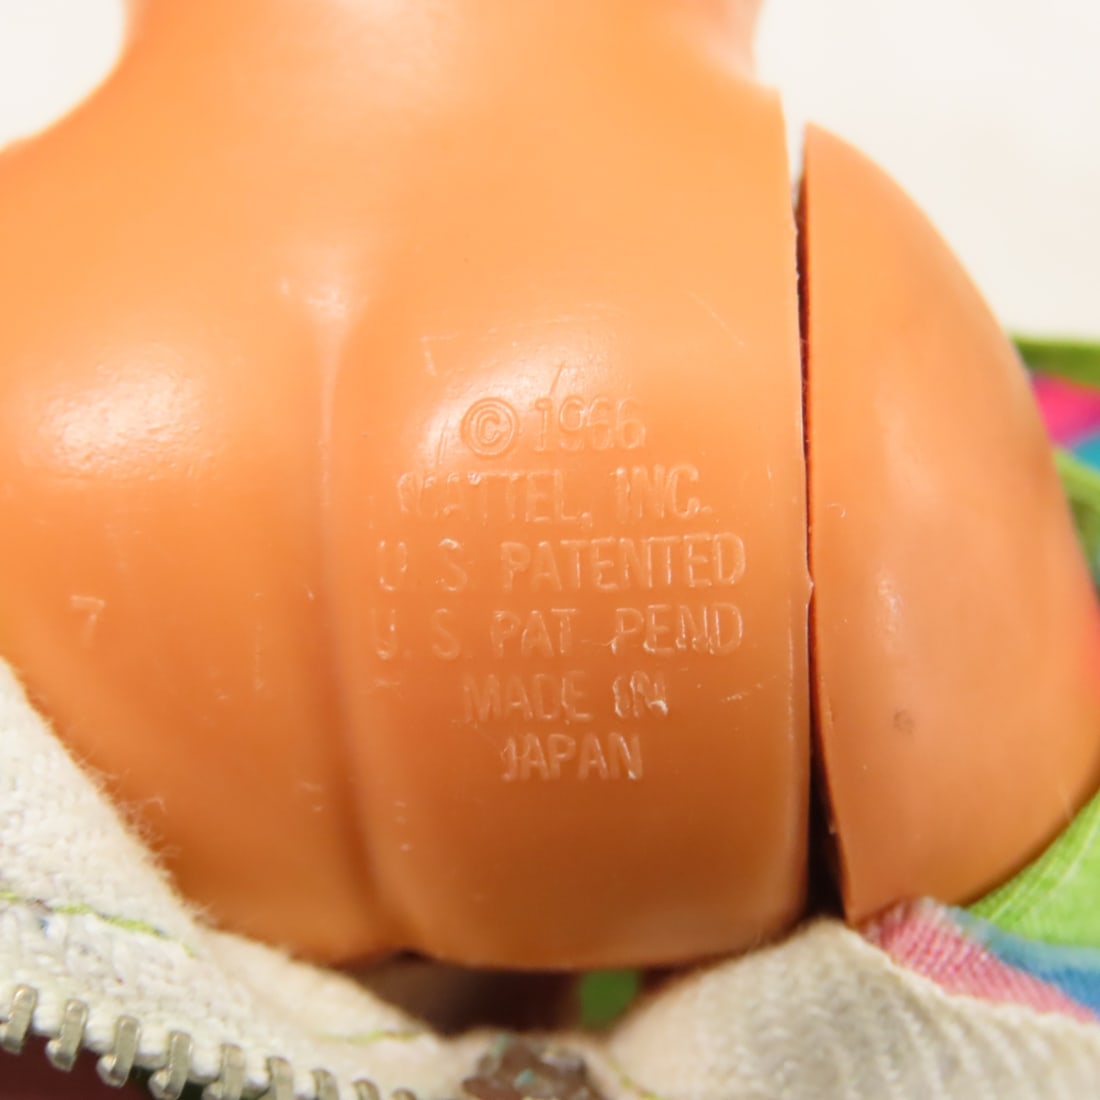 © 1966
MATTEL, INC.
U. S. PATENTED
U. S. PAT PEND
MADE IN
JAPAN
7